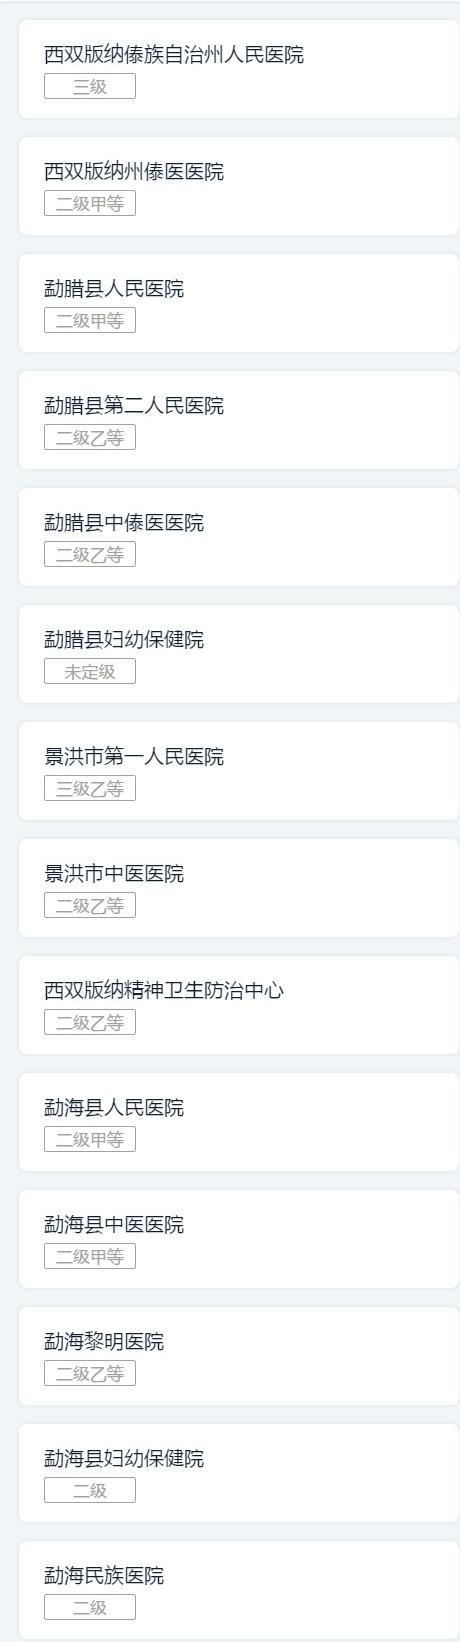 西双版纳傣族自治州人民医院
三级
西双版纳州傣医医院
二级甲等
勐腊县人民医院
二级甲等
勐腊县第二人民医院
二级乙等
勐腊县中傣医医院
二级乙等
勐腊县妇幼保健院
未定级
景洪市第一人民医院
三级乙等
景洪市中医医院
二级乙等
西双版纳精神卫生防治中心
二级乙等
勐海县人民医院
二级甲等
勐海县中医医院
二级甲等
勐海黎明医院
二级乙等
勐海县妇幼保健院
二级
勐海民族医院
二级